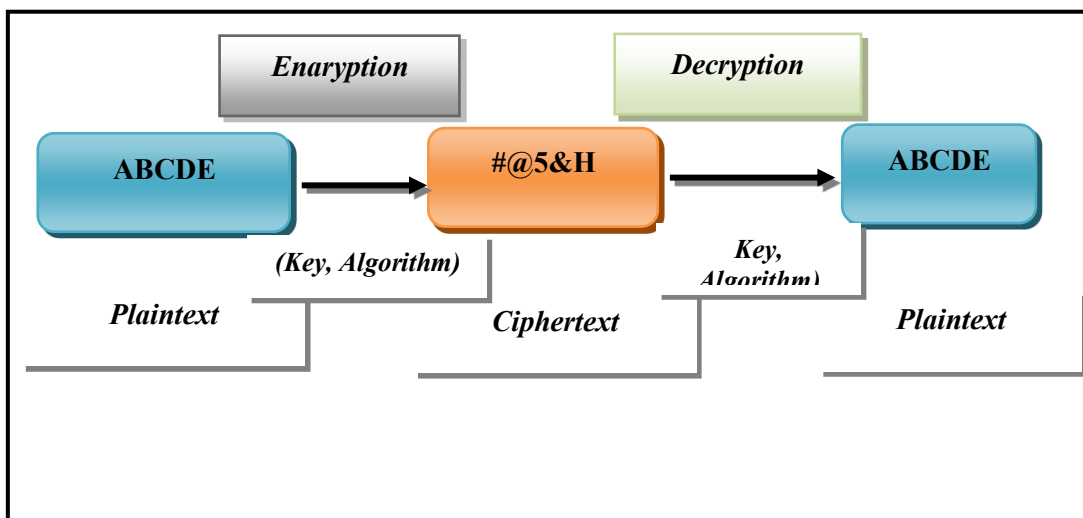 Enaryption
Decryption
ABCDE
#@5&H
ABCDE
(Key, Algorithm)
Key,
Algorithm)
Plaintext
Ciphertext
Plaintext